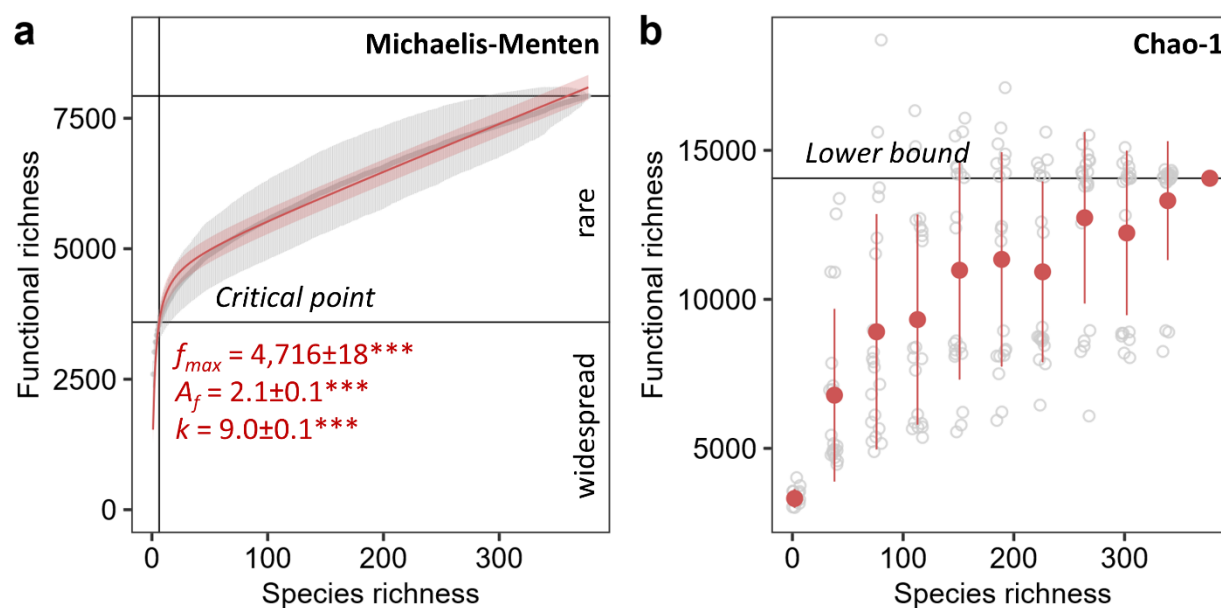 a
Michaelis-Menten
Functional richness
7500
5000
2500
0
Critical point
rare
widespread
f_max = 4,716±18***
A_f = 2.1±0.1***
k = 9.0±0.1***
0 100 200 300
Species richness
b
Chao-1
Functional richness
15000
10000
5000
Lower bound
0 100 200 300
Species richness